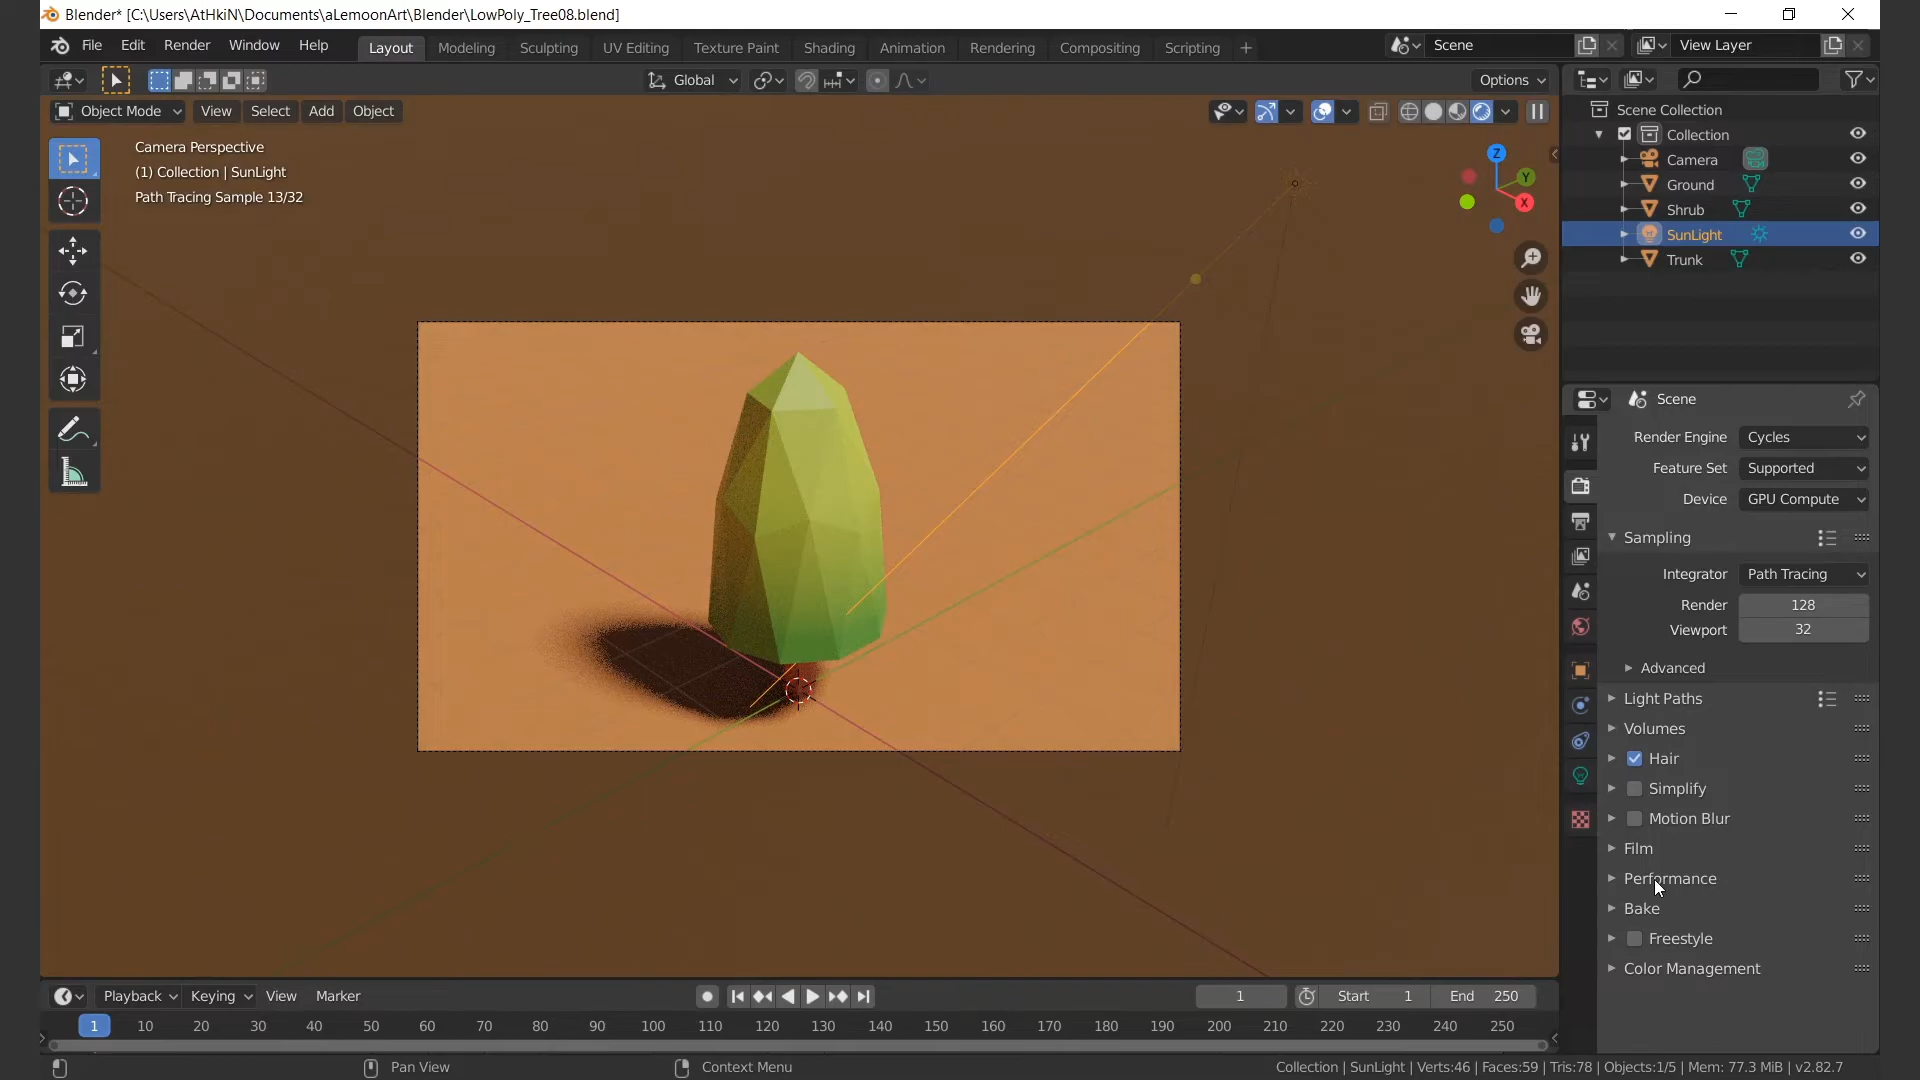 Blender* [C:\Users\AtHkiN\Documents\aLemoonArt\Blender\LowPoly_Tree08.blend]
File Edit Render Window Help Layout Modeling Sculpting UV Editing Texture Paint Shading Animation Rendering Compositing Scripting + Scene View Layer
Global Options
Object Mode View Select Add Object
Camera Perspective
(1) Collection | SunLight
Path Tracing Sample 13/32
Z
Y
X
Scene Collection
Collection
Camera
Ground
Shrub
SunLight
Trunk
Scene
Render Engine Cycles
Feature Set Supported
Device GPU Compute
Sampling
Integrator Path Tracing
Render 128
Viewport 32
Advanced
Light Paths
Volumes
Hair
Simplify
Motion Blur
Film
Performance
Bake
Freestyle
Color Management
Playback Keying View Marker 1 Start 1 End 250
1 10 20 30 40 50 60 70 80 90 100 110 120 130 140 150 160 170 180 190 200 210 220 230 240 250
Pan View Context Menu Collection | SunLight | Verts:46 | Faces:59 | Tris:78 | Objects:1/5 | Mem: 77.3 MiB | v2.82.7